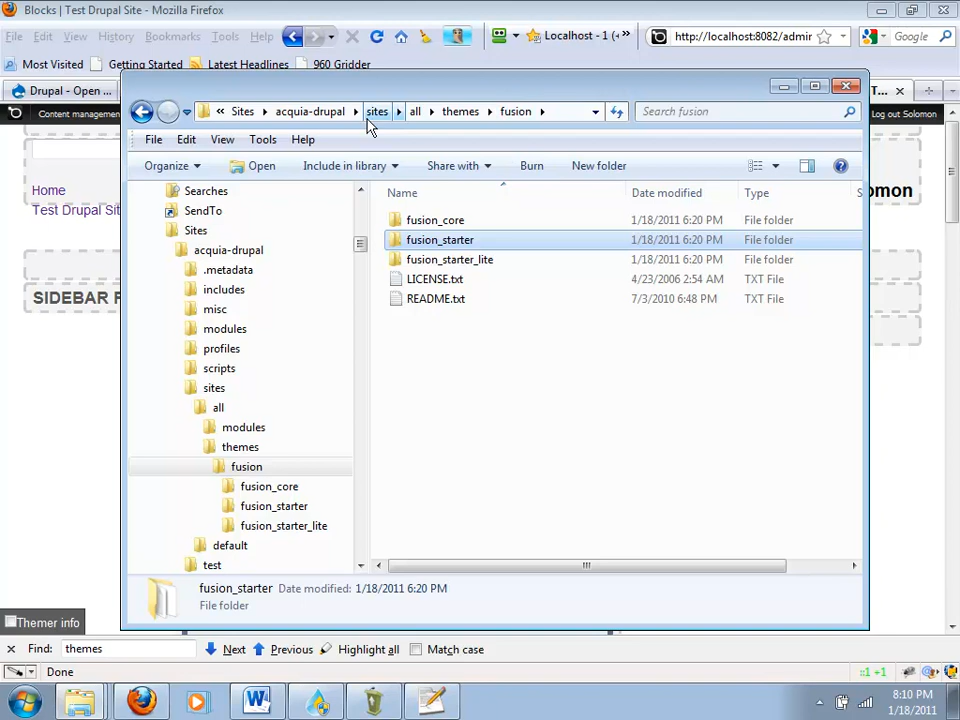 Blocks | Test Drupal Site - Mozilla Firefox
File Edit View History Bookmarks Tools Help
Localhost - 1 (
http://localhost:8082/admin
Google
Most Visited Getting Started Latest Headlines 960 Gridder
Drupal - Open ...
T...
Content managemen
Log out Solomon
« Sites acquia-drupal sites all themes fusion
Search fusion
File Edit View Tools Help
Organize Open Include in library Share with Burn New folder
Home
Test Drupal Sit
omon
SIDEBAR F
Searches
SendTo
Sites
acquia-drupal
.metadata
includes
misc
modules
profiles
scripts
sites
all
modules
themes
fusion
fusion_core
fusion_starter
fusion_starter_lite
default
test
Name Date modified Type S
fusion_core 1/18/2011 6:20 PM File folder
fusion_starter 1/18/2011 6:20 PM File folder
fusion_starter_lite 1/18/2011 6:20 PM File folder
LICENSE.txt 4/23/2006 2:54 AM TXT File
README.txt 7/3/2010 6:48 PM TXT File
fusion_starter Date modified: 1/18/2011 6:20 PM
File folder
Themer info
Find: themes Next Previous Highlight all Match case
Done
::1 +1
8:10 PM
1/18/2011